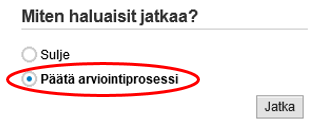 Miten haluaisit jatkaa?
Sulje
Päätä arviointiprosessi
Jatka